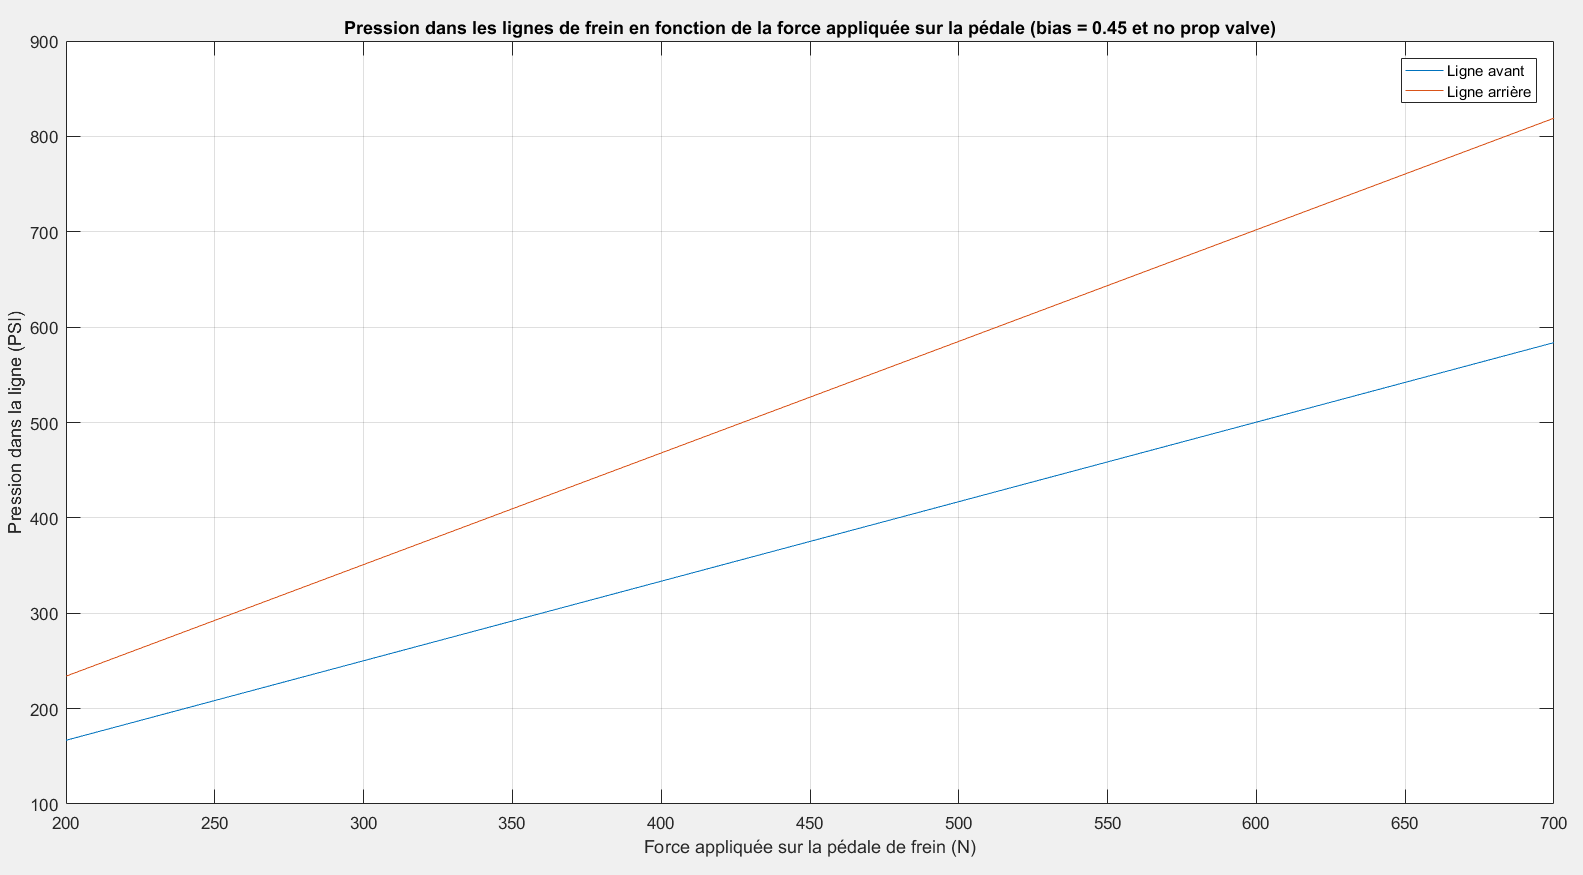 Pression dans les lignes de frein en fonction de la force appliquée sur la pédale (bias = 0.45 et no prop valve)
900
800
700
600
500
400
300
200
100
Pression dans la ligne (PSI)
Ligne avant
Ligne arrière
200 250 300 350 400 450 500 550 600 650 700
Force appliquée sur la pédale de frein (N)